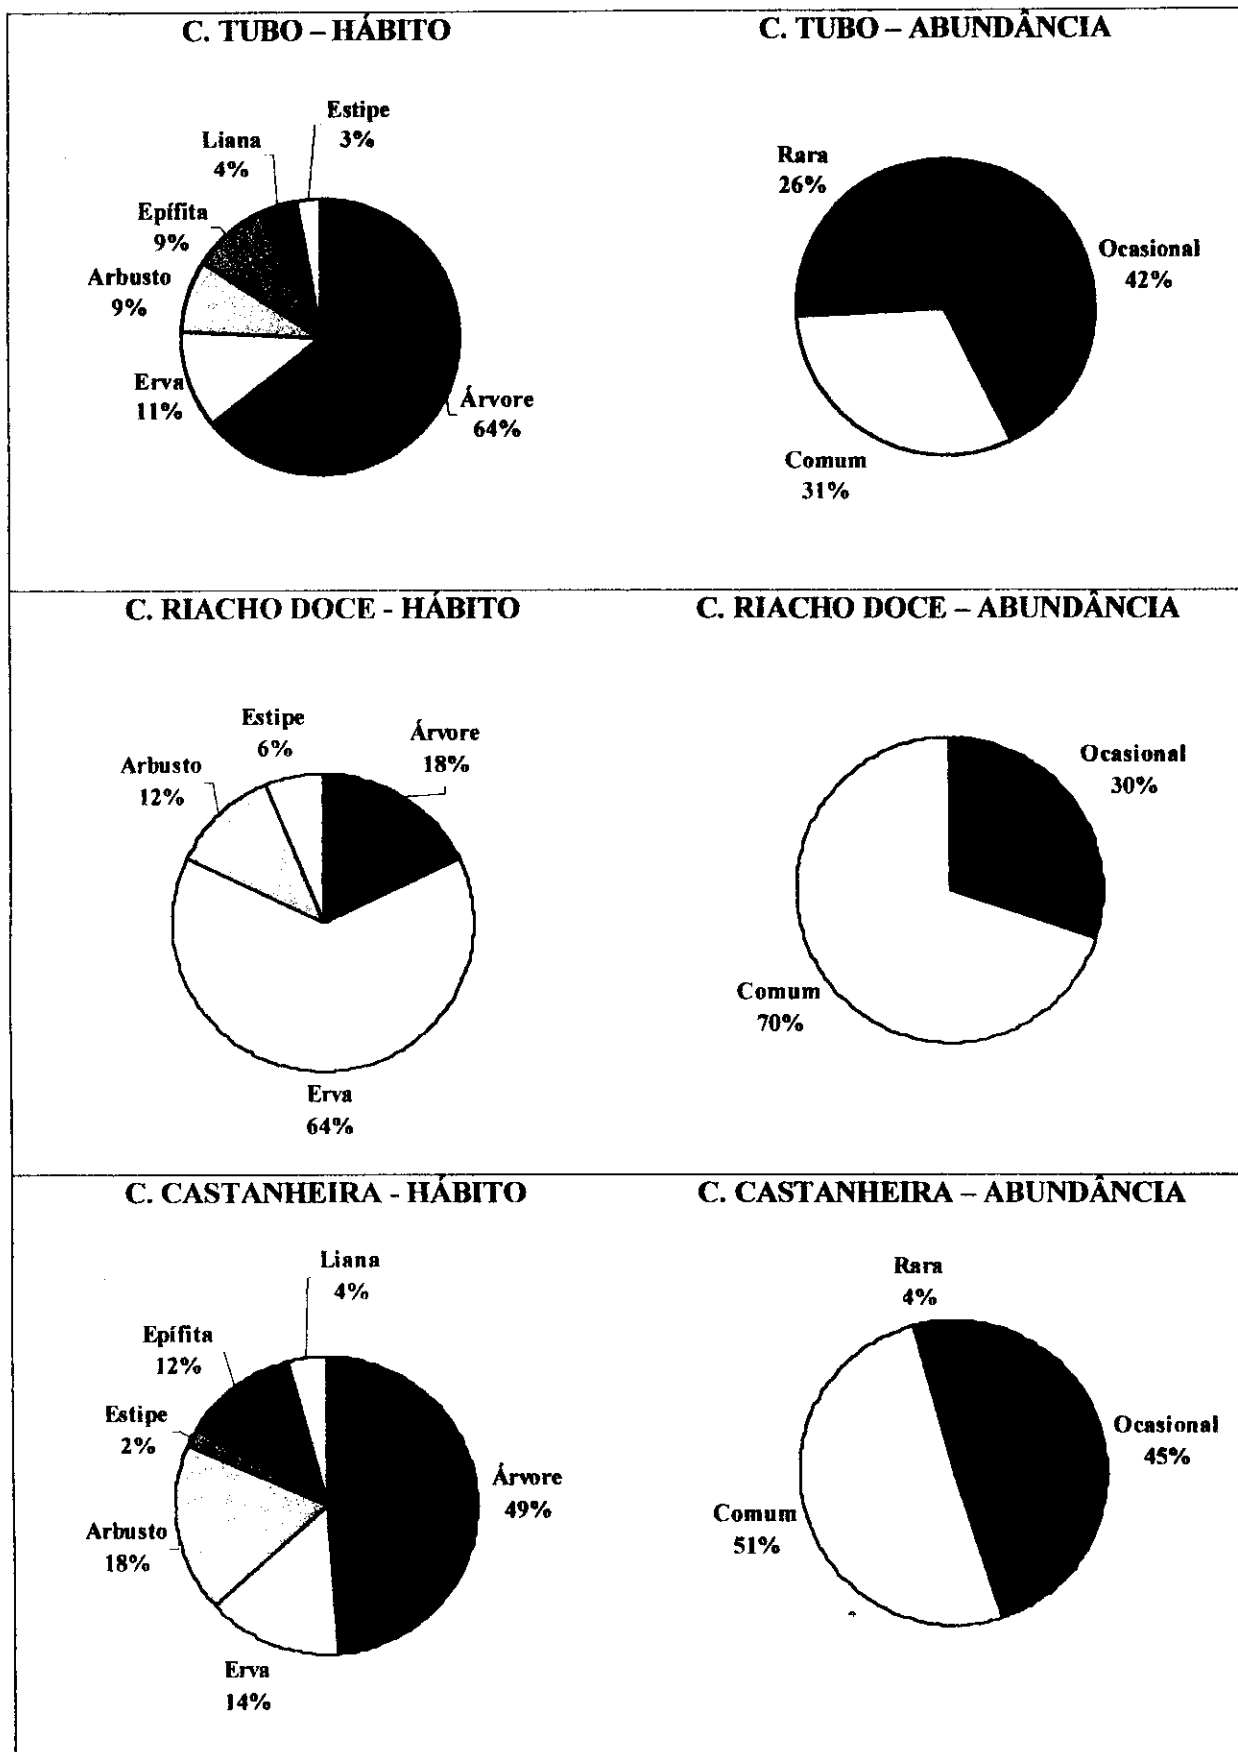 C. TUBO – HÁBITO
Estipe
3%
Liana
4%
Epífita
9%
Arbusto
9%
Erva
11%
Árvore
64%
C. TUBO – ABUNDÂNCIA
Rara
26%
Ocasional
42%
Comum
31%
C. RIACHO DOCE - HÁBITO
Estipe
6%
Árvore
18%
Arbusto
12%
Erva
64%
C. RIACHO DOCE – ABUNDÂNCIA
Ocasional
30%
Comum
70%
C. CASTANHEIRA - HÁBITO
Liana
4%
Epífita
12%
Estipe
2%
Árvore
49%
Arbusto
18%
Erva
14%
C. CASTANHEIRA – ABUNDÂNCIA
Rara
4%
Ocasional
45%
Comum
51%